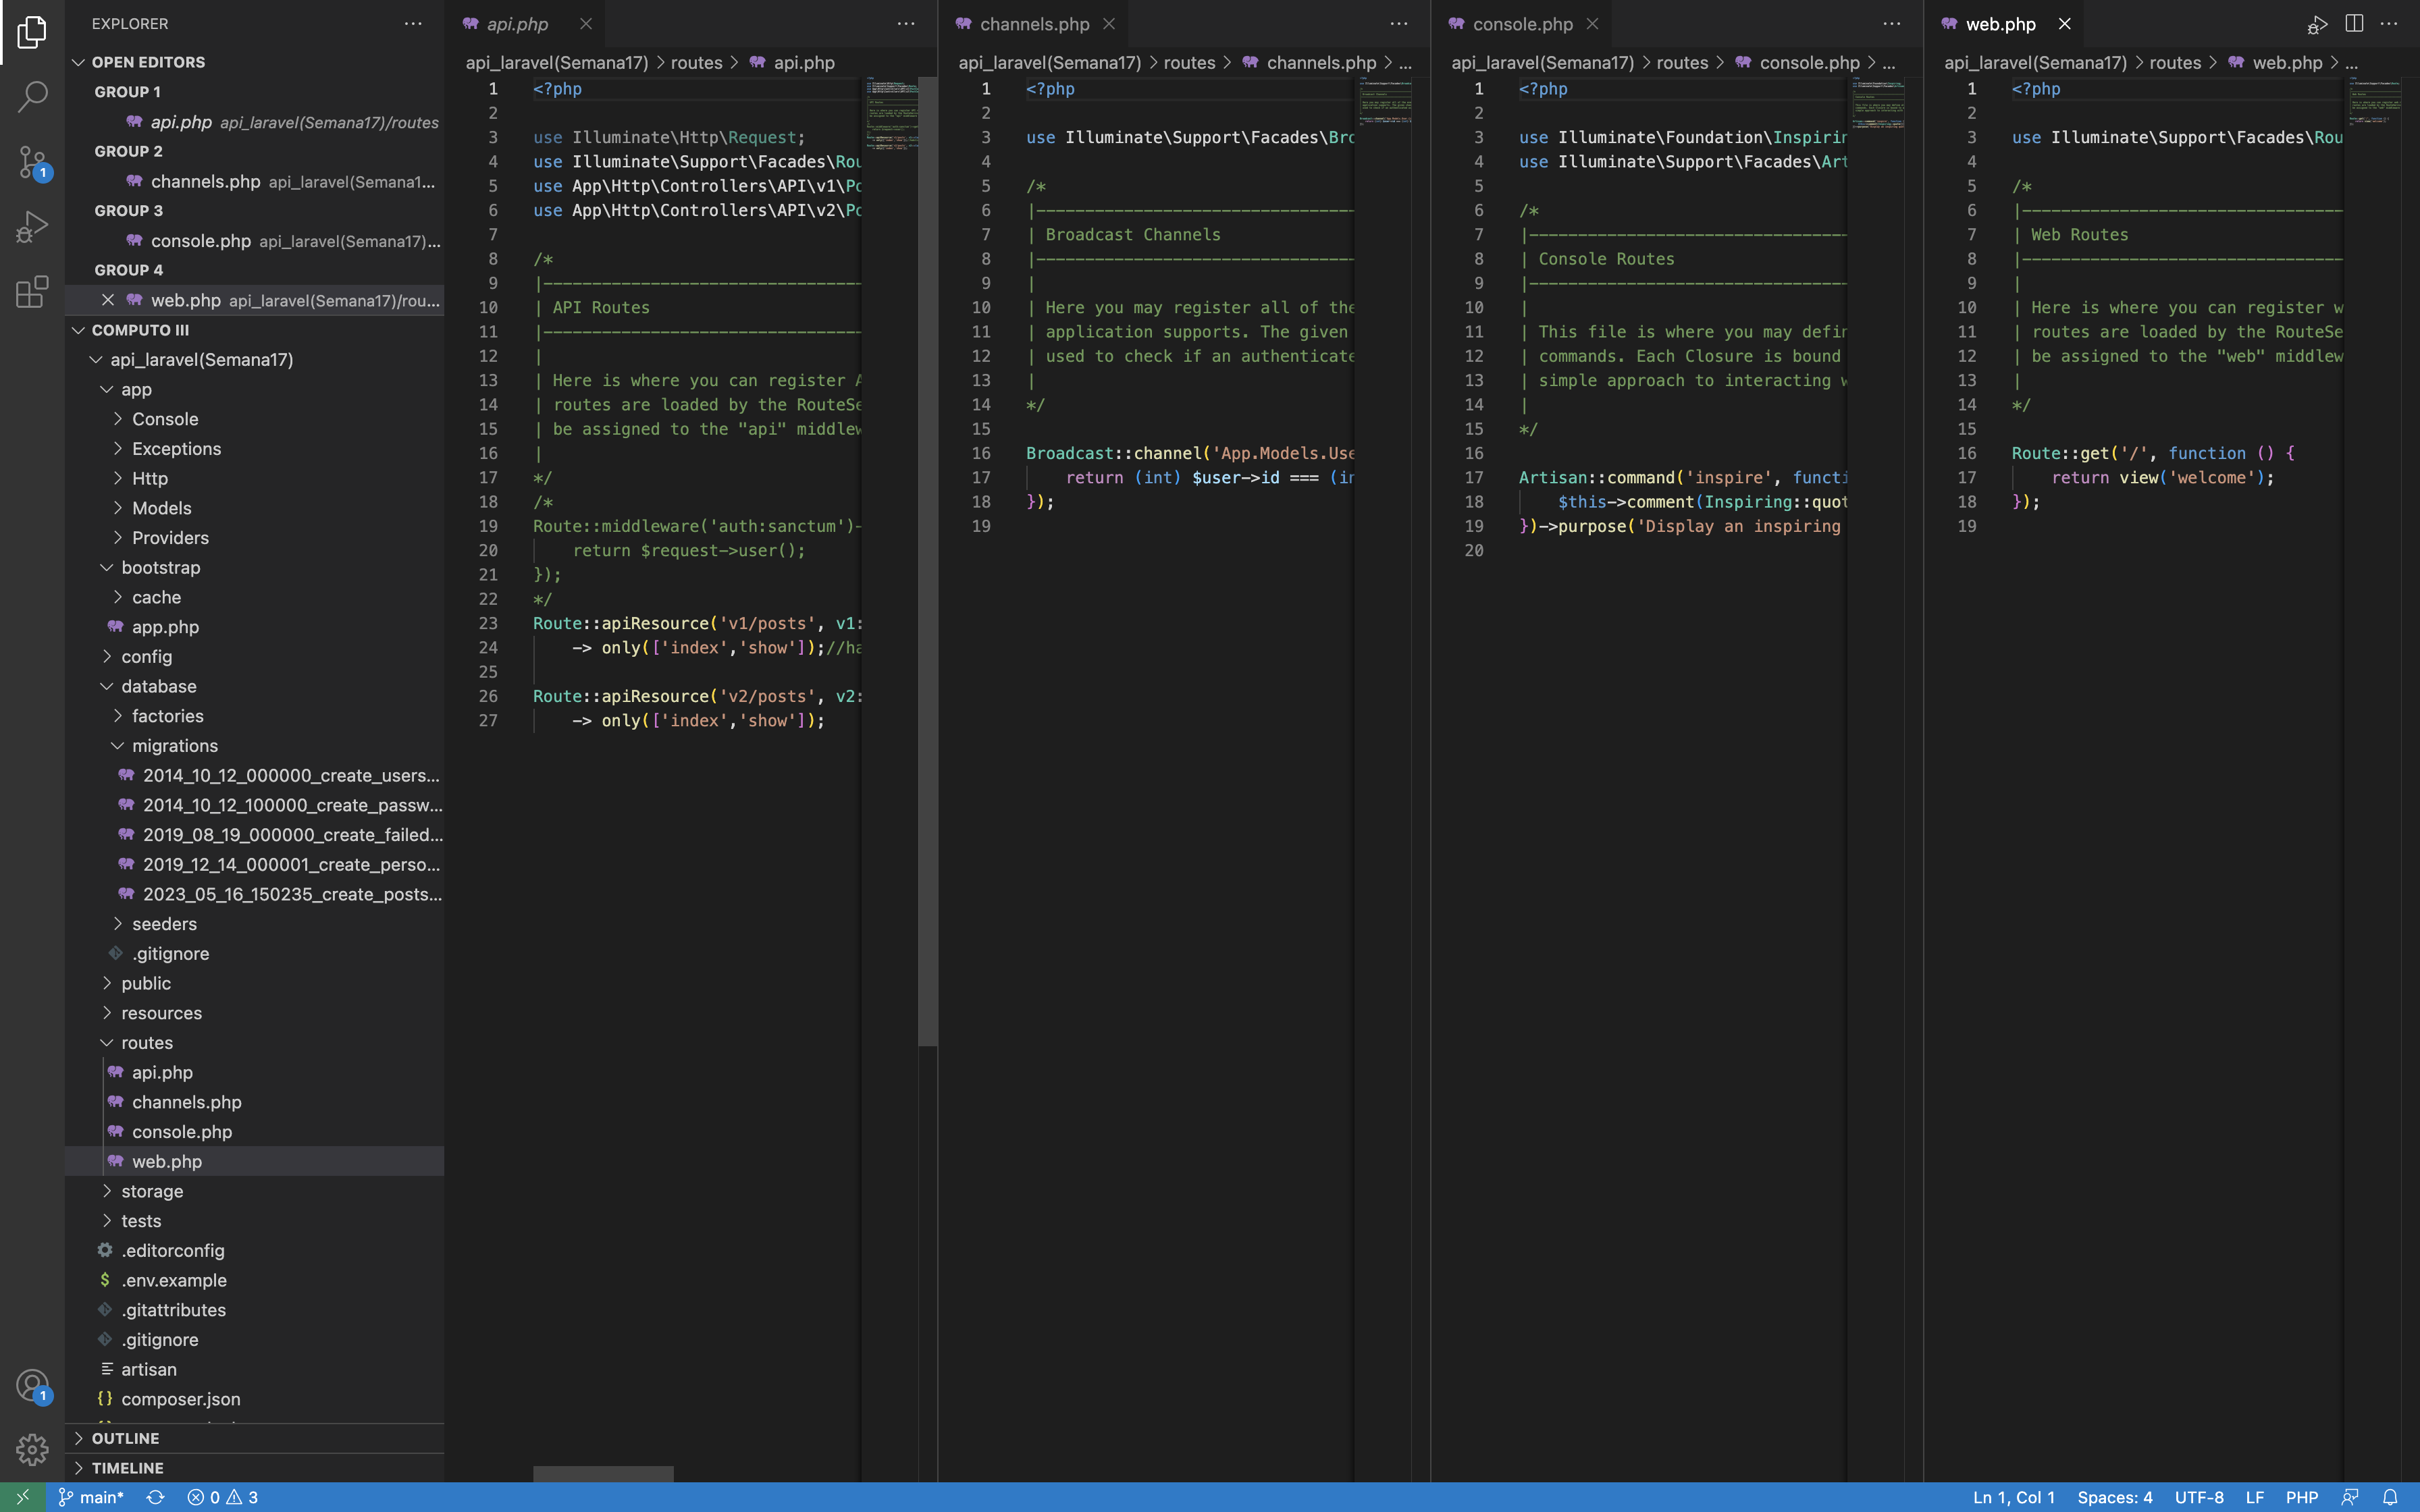 EXPLORER
OPEN EDITORS
GROUP 1
api.php api_laravel(Semana17)/routes
GROUP 2
channels.php api_laravel(Semana1...
GROUP 3
console.php api_laravel(Semana17)...
GROUP 4
web.php api_laravel(Semana17)/rou...
COMPUTO III
api_laravel(Semana17)
app
Console
Exceptions
Http
Models
Providers
bootstrap
cache
app.php
config
database
factories
migrations
2014_10_12_000000_create_users...
2014_10_12_100000_create_passw...
2019_08_19_000000_create_failed...
2019_12_14_000001_create_perso...
2023_05_16_150235_create_posts...
seeders
.gitignore
public
resources
routes
api.php
channels.php
console.php
web.php
storage
tests
.editorconfig
.env.example
.gitattributes
.gitignore
artisan
composer.json
OUTLINE
TIMELINE
api.php
api_laravel(Semana17) > routes > api.php
1 <?php
2
3 use Illuminate\Http\Request;
4 use Illuminate\Support\Facades\Rou
5 use App\Http\Controllers\API\v1\Po
6 use App\Http\Controllers\API\v2\Po
7
8 /*
9 |---------------------------------
10 | API Routes
11 |---------------------------------
12 |
13 | Here is where you can register A
14 | routes are loaded by the RouteSe
15 | be assigned to the "api" middlew
16 |
17 */
18 /*
19 Route::middleware('auth:sanctum')-
20 return $request->user();
21 });
22 */
23 Route::apiResource('v1/posts', v1:
24 -> only(['index','show']);//ha
25
26 Route::apiResource('v2/posts', v2:
27 -> only(['index','show']);
channels.php
api_laravel(Semana17) > routes > channels.php > ...
1 <?php
2
3 use Illuminate\Support\Facades\Bro
4
5 /*
6 |---------------------------------
7 | Broadcast Channels
8 |---------------------------------
9 |
10 | Here you may register all of the
11 | application supports. The given
12 | used to check if an authenticate
13 |
14 */
15
16 Broadcast::channel('App.Models.Use
17 return (int) $user->id === (in
18 });
19
console.php
api_laravel(Semana17) > routes > console.php > ...
1 <?php
2
3 use Illuminate\Foundation\Inspirin
4 use Illuminate\Support\Facades\Art
5
6 /*
7 |---------------------------------
8 | Console Routes
9 |---------------------------------
10 |
11 | This file is where you may defin
12 | commands. Each Closure is bound
13 | simple approach to interacting w
14 |
15 */
16
17 Artisan::command('inspire', functi
18 $this->comment(Inspiring::quot
19 })->purpose('Display an inspiring
20
web.php
api_laravel(Semana17) > routes > web.php > ...
1 <?php
2
3 use Illuminate\Support\Facades\Rou
4
5 /*
6 |---------------------------------
7 | Web Routes
8 |---------------------------------
9 |
10 | Here is where you can register w
11 | routes are loaded by the RouteSe
12 | be assigned to the "web" middlew
13 |
14 */
15
16 Route::get('/', function () {
17 return view('welcome');
18 });
19
1
1
main* 0 3
Ln 1, Col 1 Spaces: 4 UTF-8 LF PHP